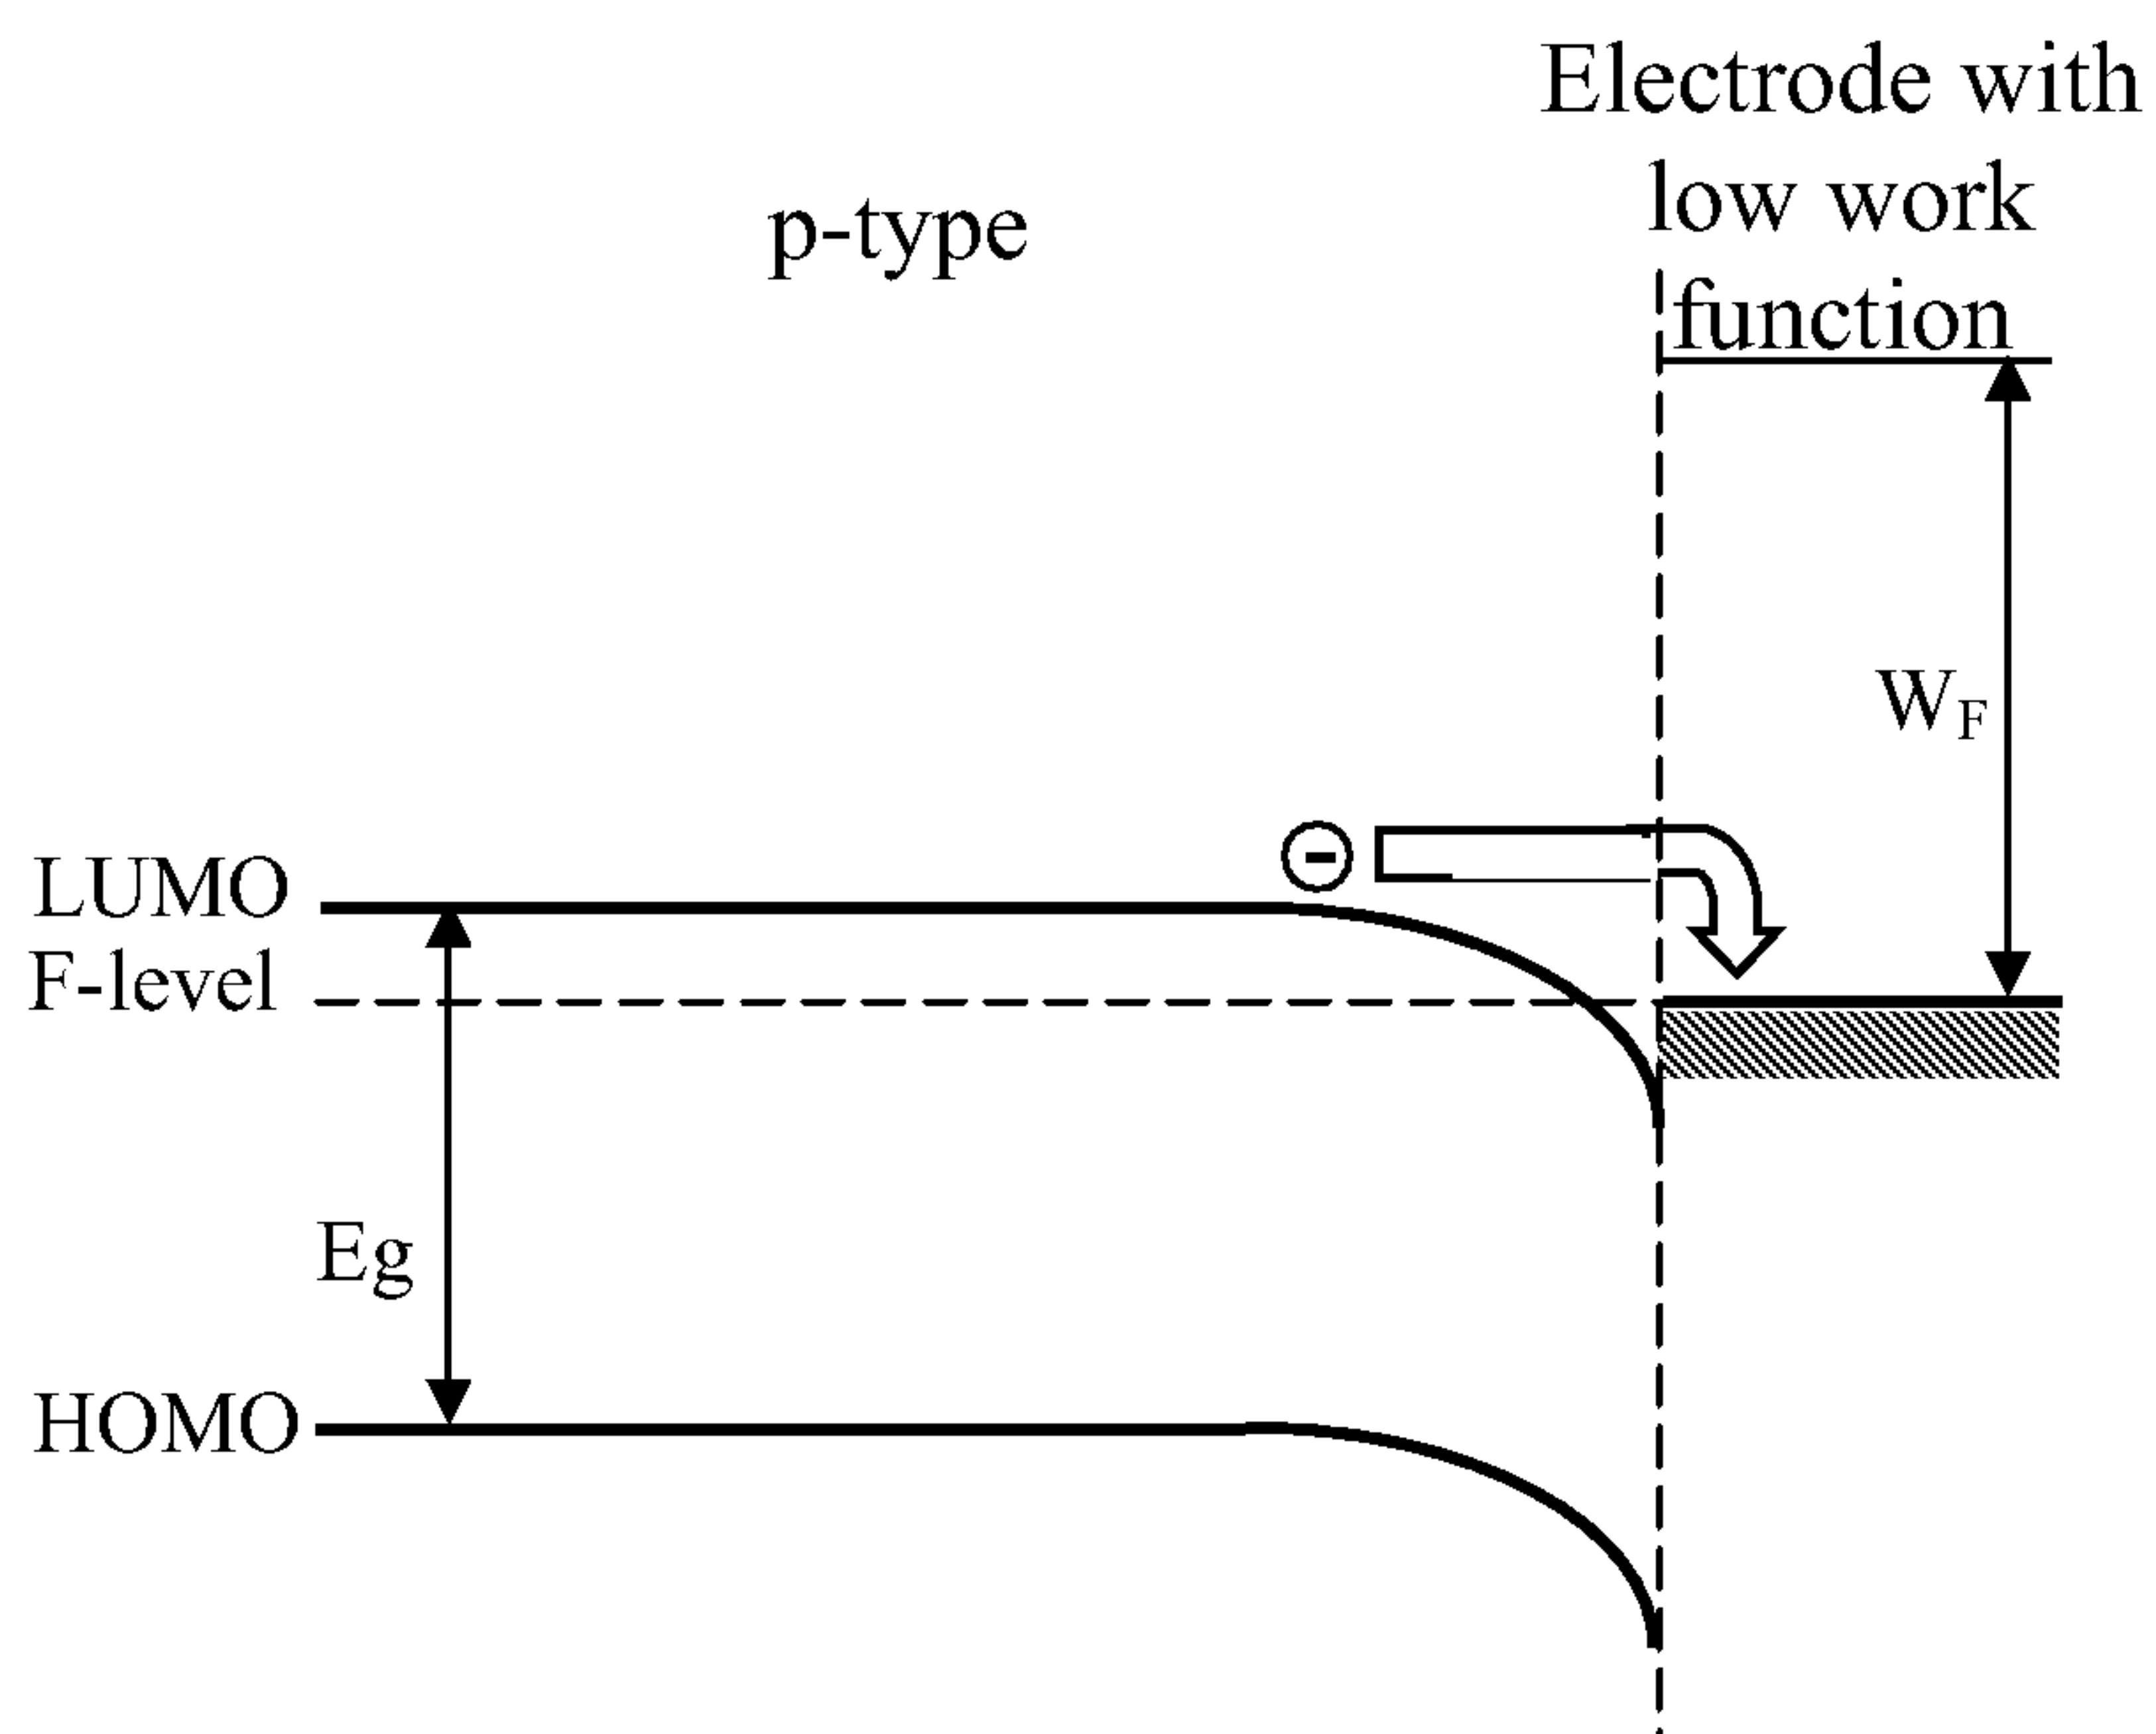 Electrode with
low work
function
p-type
W_F
LUMO
F-level
Eg
HOMO